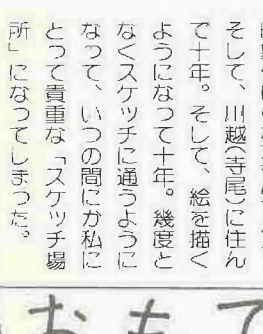 そして、川越(寺尾)に住ん
で十年。そして、絵を描く
ようになって十年。幾度と
なくスケッチに通うように
なって、いつの間にか私に
とって貴重な「スケッチ場
所」になってしまった。
おもて